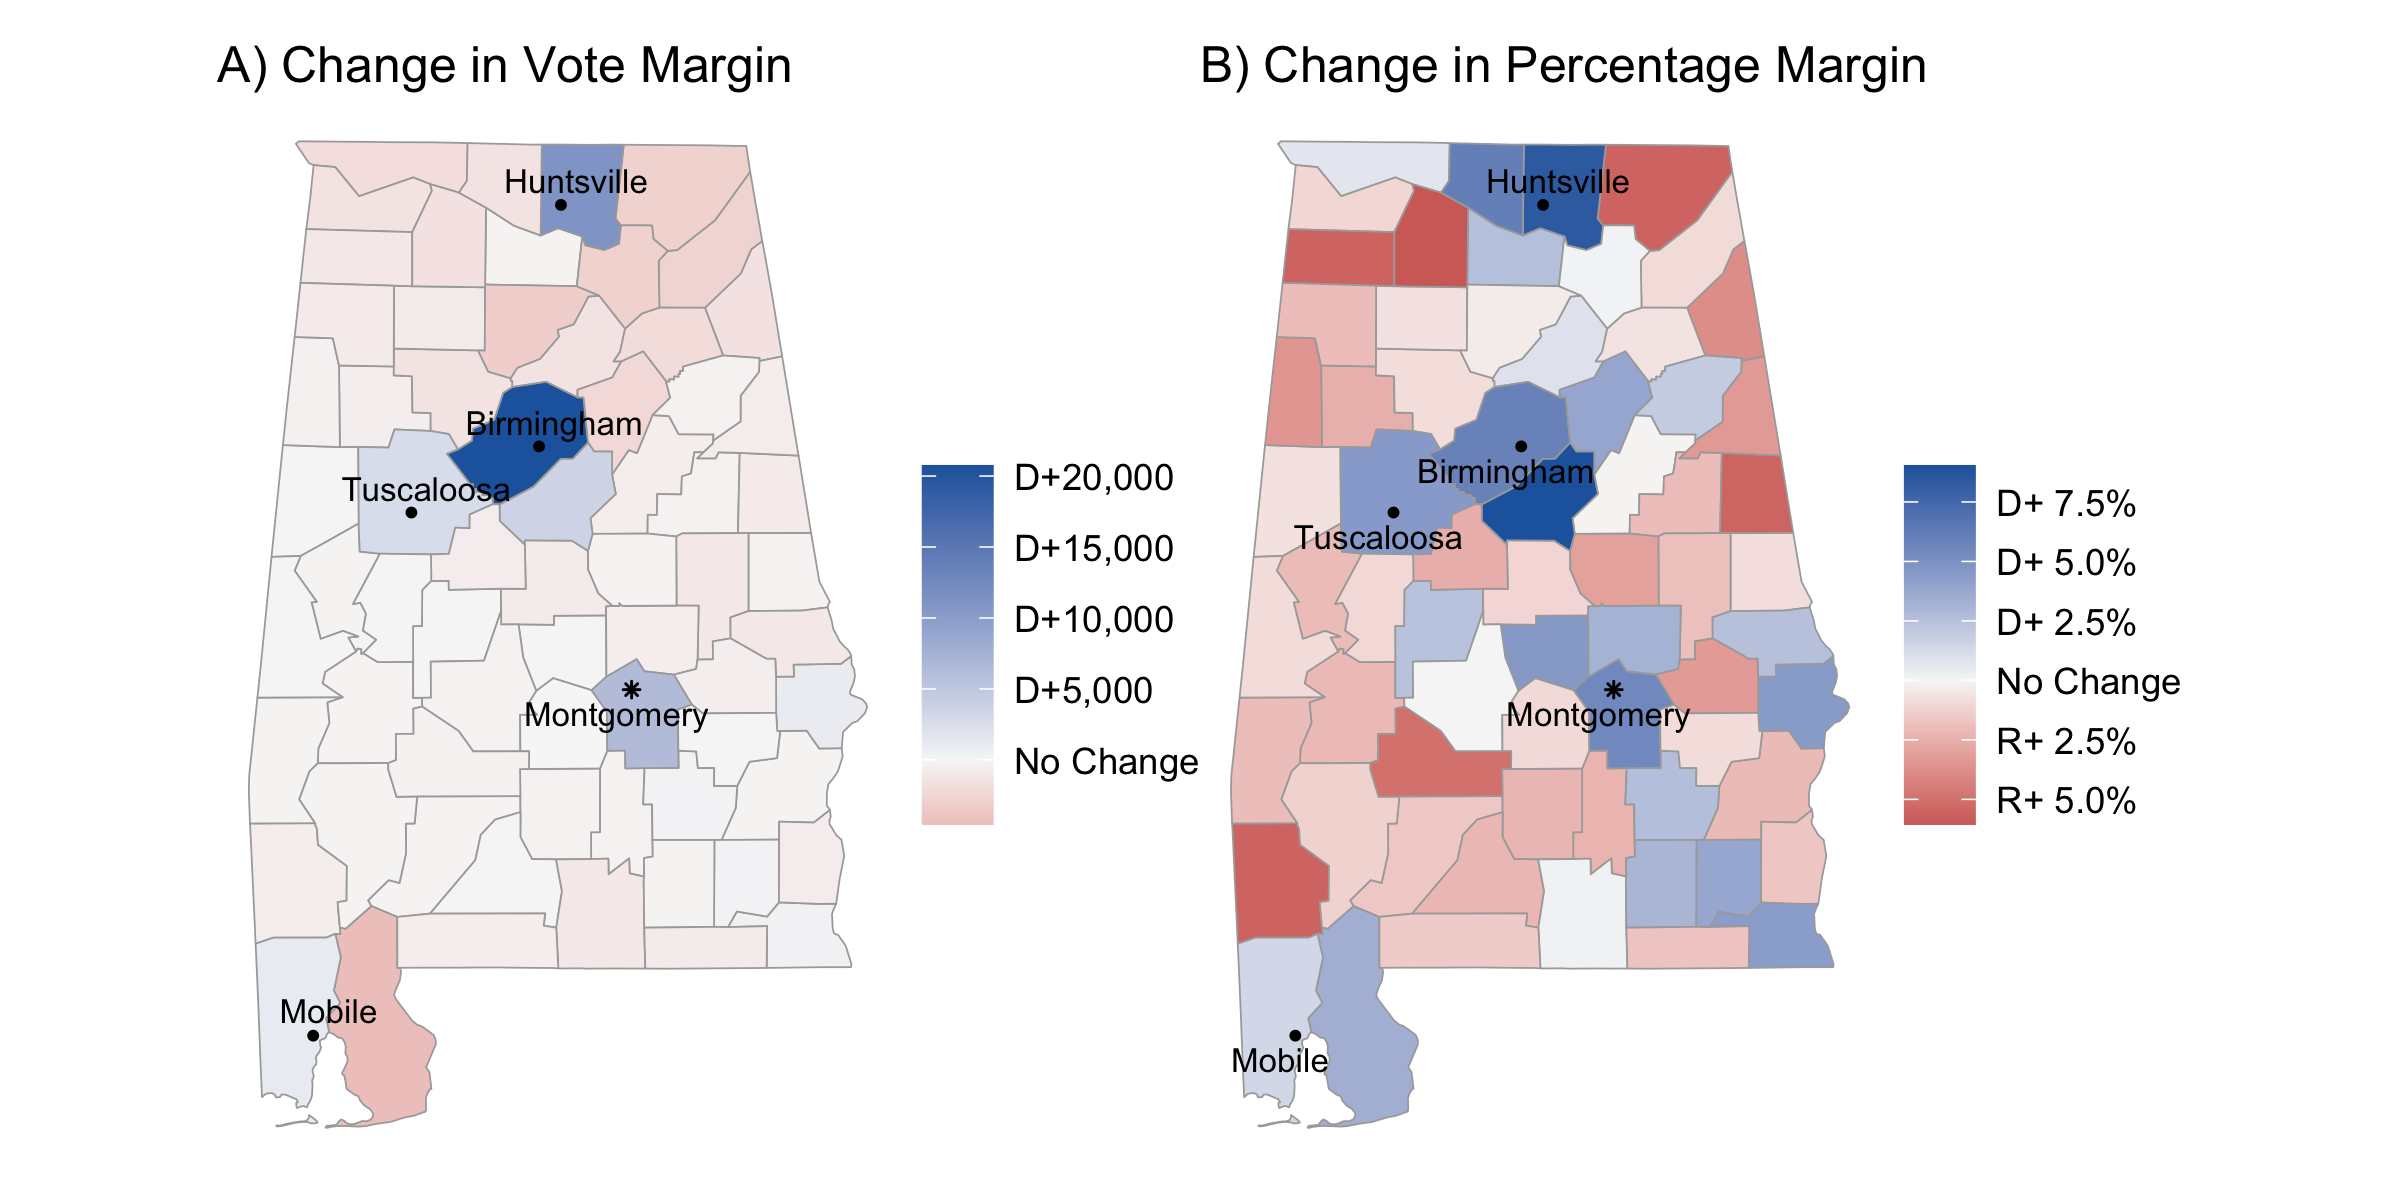 A) Change in Vote Margin
Huntsville
Birmingham
Tuscaloosa
Montgomery
Mobile
D+20,000
D+15,000
D+10,000
D+5,000
No Change
B) Change in Percentage Margin
Huntsville
Birmingham
Tuscaloosa
Montgomery
Mobile
D+ 7.5%
D+ 5.0%
D+ 2.5%
No Change
R+ 2.5%
R+ 5.0%